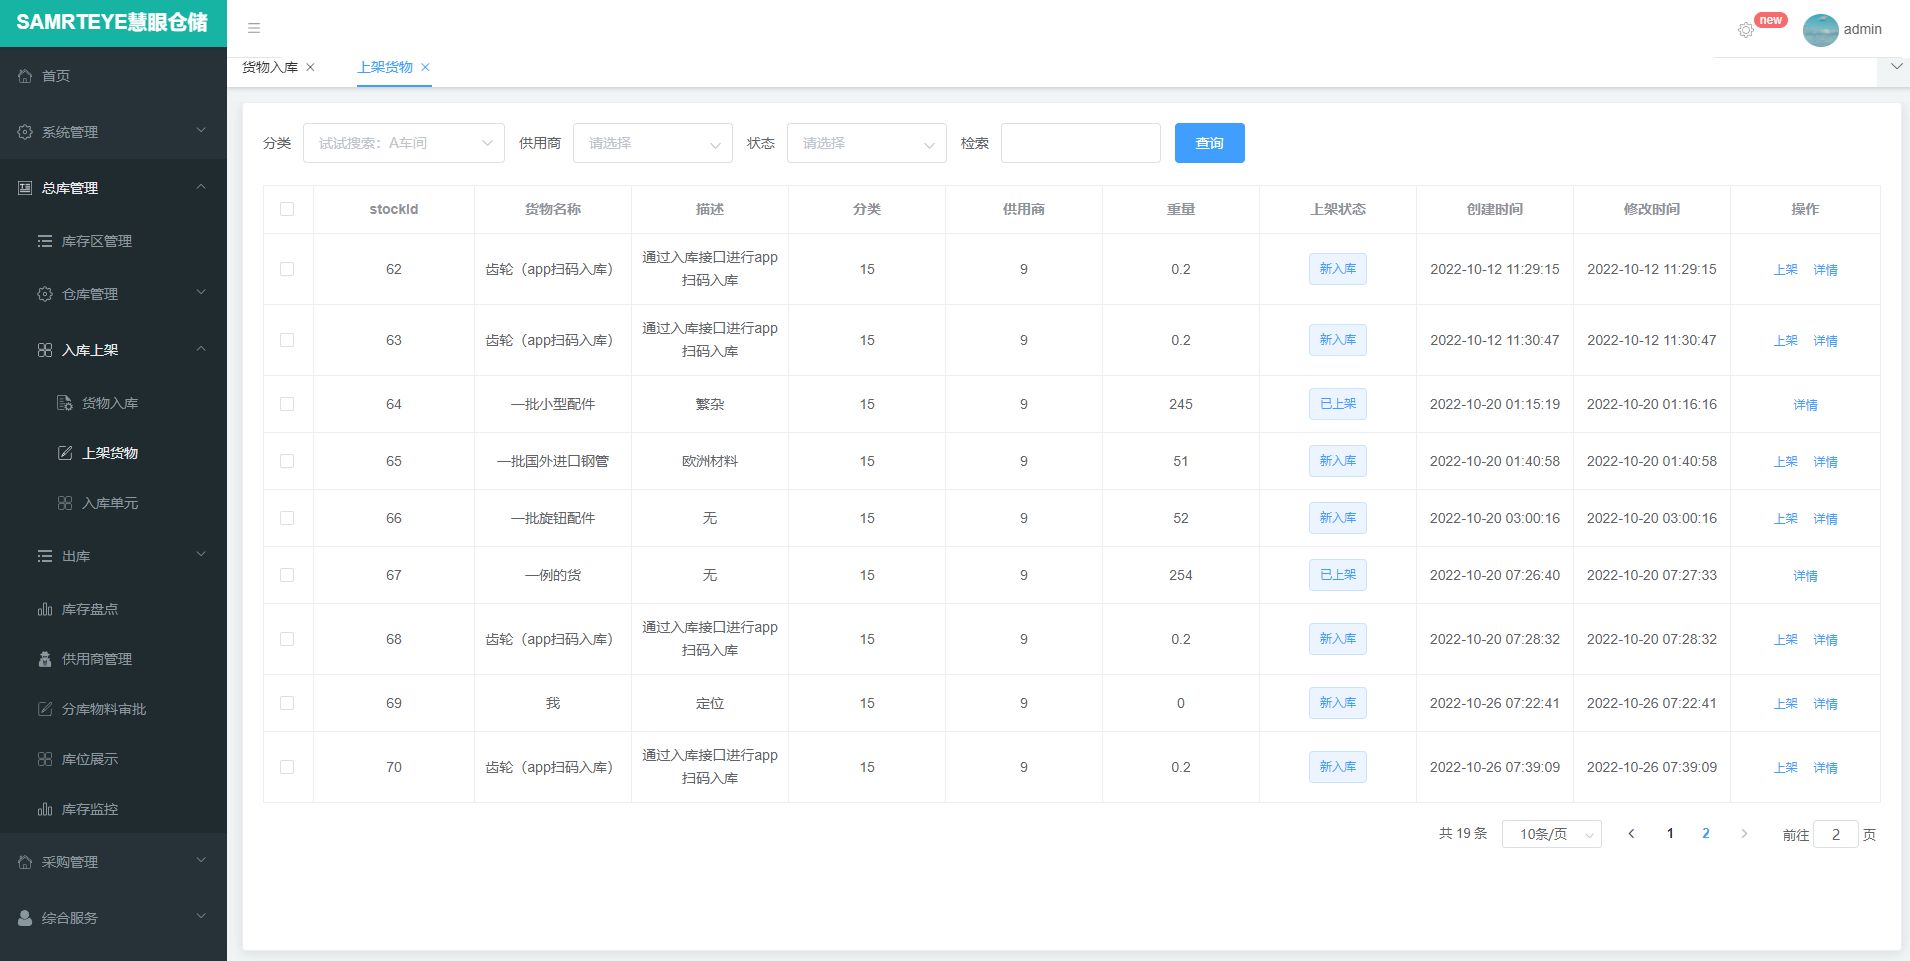 SAMRTEYE慧眼仓储
new
admin
首页
系统管理
总库管理
库存区管理
仓库管理
入库上架
货物入库
上架货物
入库单元
出库
库存盘点
供用商管理
分库物料审批
库位展示
库存监控
采购管理
综合服务
货物入库 上架货物
分类 试试搜索：A车间 供用商 请选择 状态 请选择 检索 查询
stockId 货物名称 描述 分类 供用商 重量 上架状态 创建时间 修改时间 操作
62 齿轮（app扫码入库） 通过入库接口进行app扫码入库 15 9 0.2 新入库 2022-10-12 11:29:15 2022-10-12 11:29:15 上架 详情
63 齿轮（app扫码入库） 通过入库接口进行app扫码入库 15 9 0.2 新入库 2022-10-12 11:30:47 2022-10-12 11:30:47 上架 详情
64 一批小型配件 繁杂 15 9 245 已上架 2022-10-20 01:15:19 2022-10-20 01:16:16 详情
65 一批国外进口钢管 欧洲材料 15 9 51 新入库 2022-10-20 01:40:58 2022-10-20 01:40:58 上架 详情
66 一批旋钮配件 无 15 9 52 新入库 2022-10-20 03:00:16 2022-10-20 03:00:16 上架 详情
67 一例的货 无 15 9 254 已上架 2022-10-20 07:26:40 2022-10-20 07:27:33 详情
68 齿轮（app扫码入库） 通过入库接口进行app扫码入库 15 9 0.2 新入库 2022-10-20 07:28:32 2022-10-20 07:28:32 上架 详情
69 我 定位 15 9 0 新入库 2022-10-26 07:22:41 2022-10-26 07:22:41 上架 详情
70 齿轮（app扫码入库） 通过入库接口进行app扫码入库 15 9 0.2 新入库 2022-10-26 07:39:09 2022-10-26 07:39:09 上架 详情
共 19 条 10条/页 1 2 前往 2 页